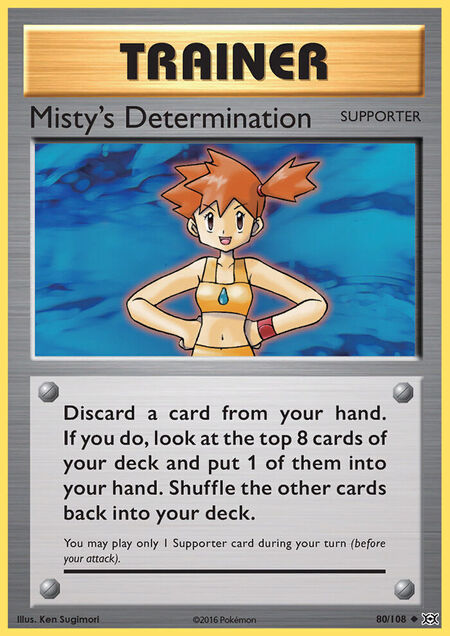 TRAINER
Misty's Determination SUPPORTER
Discard a card from your hand.
If you do, look at the top 8 cards of
your deck and put 1 of them into
your hand. Shuffle the other cards
back into your deck.
You may play only 1 Supporter card during your turn (before
your attack).
Illus. Ken Sugimori ©2016 Pokémon 80/108